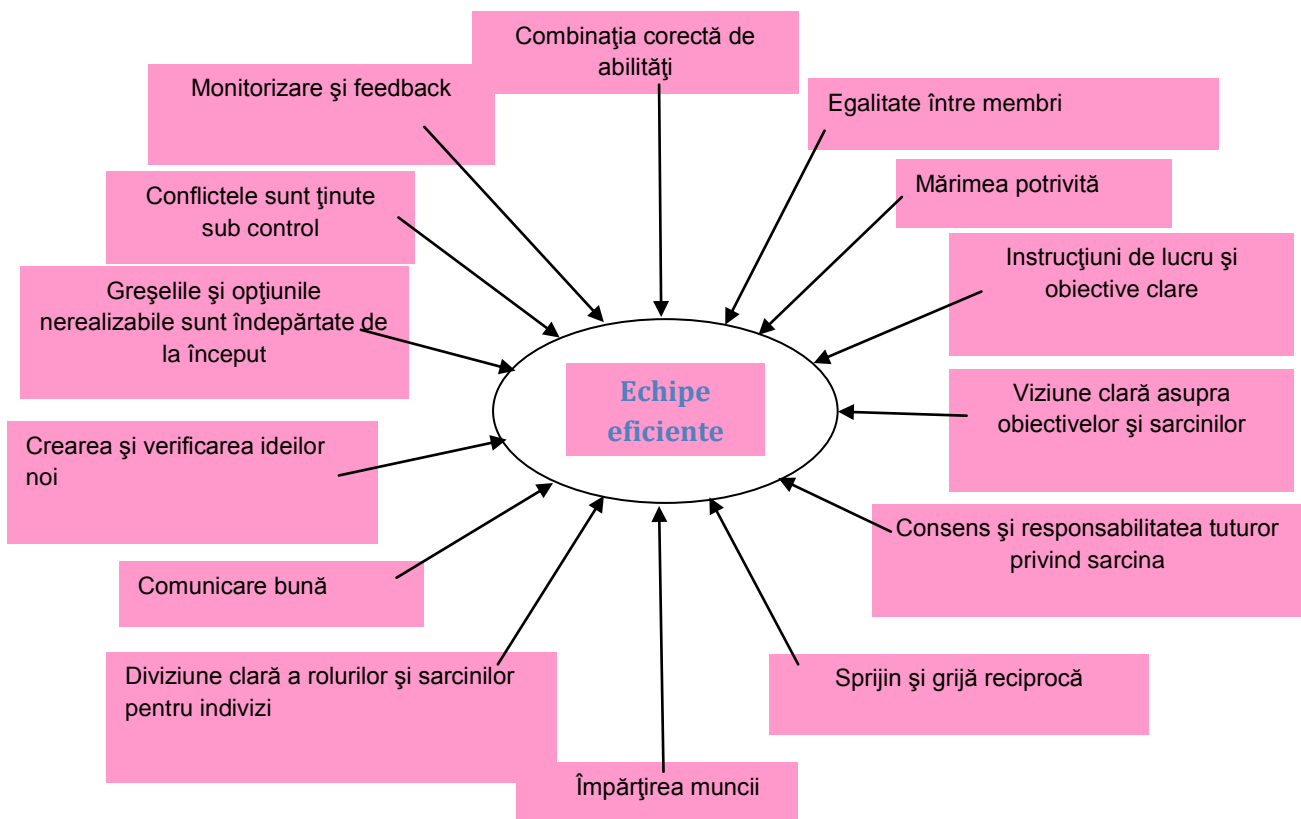 Combinaţia corectă de
abilităţi
Monitorizare şi feedback
Egalitate între membri
Mărimea potrivită
Conflictele sunt ţinute
sub control
Instrucţiuni de lucru şi
obiective clare
Greşelile şi opţiunile
nerealizabile sunt îndepărtate de
la început
Echipe
eficiente
Viziune clară asupra
obiectivelor şi sarcinilor
Crearea şi verificarea ideilor
noi
Consens şi responsabilitatea tuturor
privind sarcina
Comunicare bună
Diviziune clară a rolurilor şi sarcinilor
pentru indivizi
Sprijin şi grijă reciprocă
Împărţirea muncii